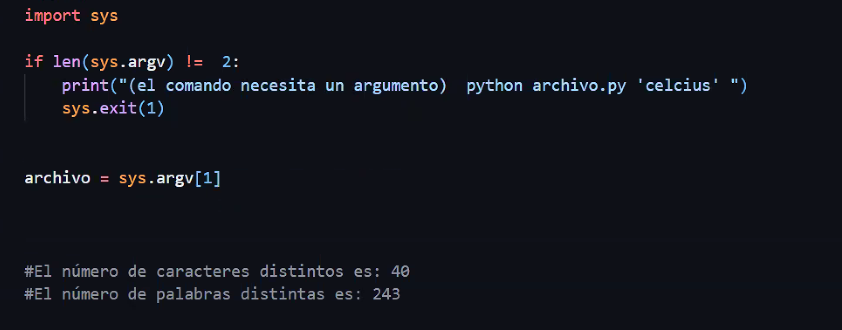 import sys
if len(sys.argv) !=  2:
print("(el comando necesita un argumento)  python archivo.py 'celcius' ")
sys.exit(1)
archivo = sys.argv[1]
#El número de caracteres distintos es: 40
#El número de palabras distintas es: 243